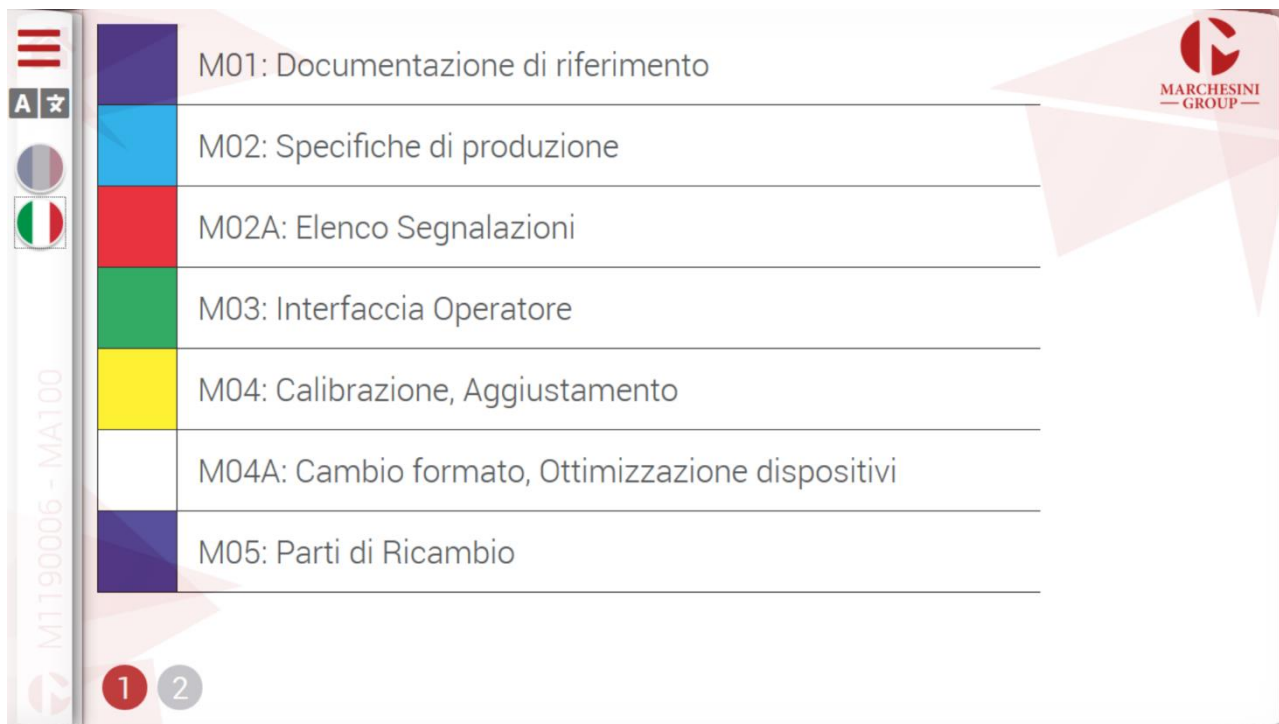 M01: Documentazione di riferimento
MARCHESINI
GROUP
A 文
M02: Specifiche di produzione
M02A: Elenco Segnalazioni
M03: Interfaccia Operatore
M04: Calibrazione, Aggiustamento
M04A: Cambio formato, Ottimizzazione dispositivi
M05: Parti di Ricambio
M1190006 - MA100
1 2